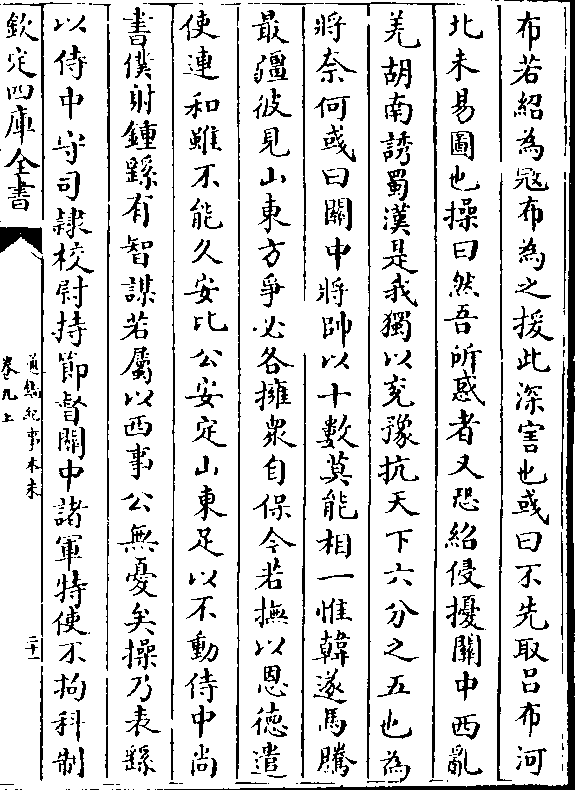 布若紹為冦布為之援此深害也或曰不先取吕布河
北未易圖也操曰然吾所惑者又恐紹侵擾關中西亂
羌胡南誘蜀漢是我獨以兖豫抗天下六分之五也為
將奈何彧曰關中將帥以十數莫能相一惟韓遂馬騰
最彊彼見山東方爭必各擁衆自保今若撫以恩德遣
使連和雖不能久安比公安定山東足以不動侍中尚
書僕射鍾繇有智謀若屬以西事公無憂矣操乃表繇
以侍中守司隷校尉持節督關中諸軍特使不拘科制
欽定四庫全書
通鑑紀事本末
卷九上
二十一